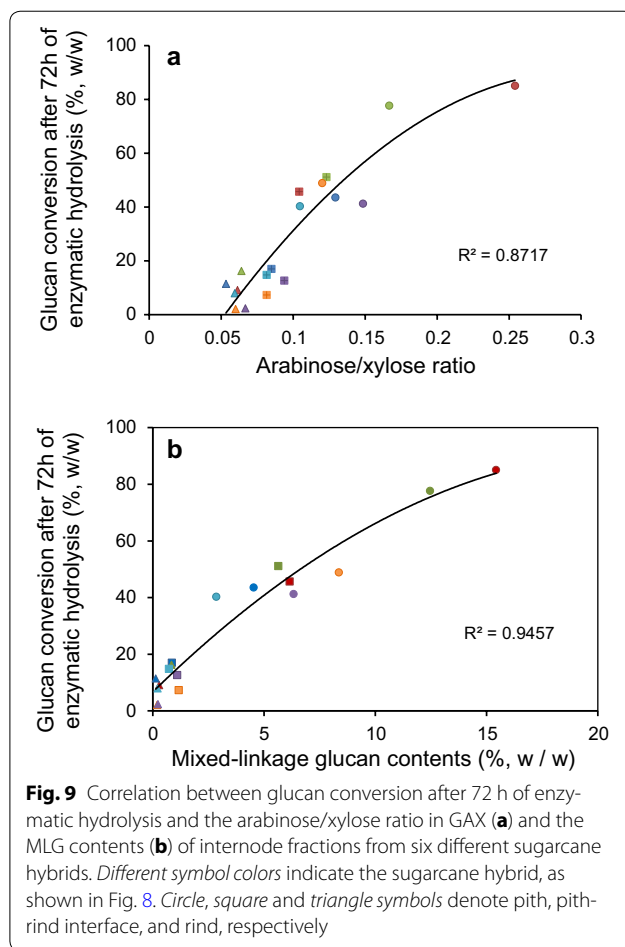 a
Glucan conversion after 72h of
enzymatic hydrolysis (%, w/w)
100
80
60
40
20
0
R² = 0.8717
0 0.05 0.1 0.15 0.2 0.25 0.3
Arabinose/xylose ratio
b
Glucan conversion after 72h of
enzymatic hydrolysis (%, w/w)
100
80
60
40
20
0
R² = 0.9457
0 5 10 15 20
Mixed-linkage glucan contents (%, w / w)
Fig. 9 Correlation between glucan conversion after 72 h of enzy-
matic hydrolysis and the arabinose/xylose ratio in GAX (a) and the
MLG contents (b) of internode fractions from six different sugarcane
hybrids. Different symbol colors indicate the sugarcane hybrid, as
shown in Fig. 8. Circle, square and triangle symbols denote pith, pith-
rind interface, and rind, respectively